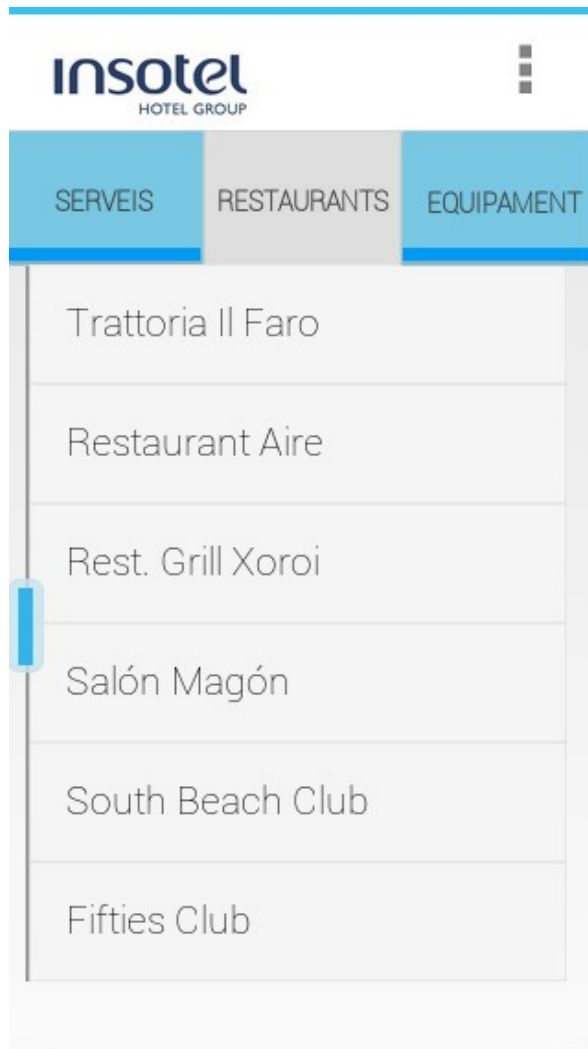 INSOTEL
HOTEL GROUP
SERVEIS RESTAURANTS EQUIPAMENT
Trattoria Il Faro
Restaurant Aire
Rest. Grill Xoroi
Salón Magón
South Beach Club
Fifties Club